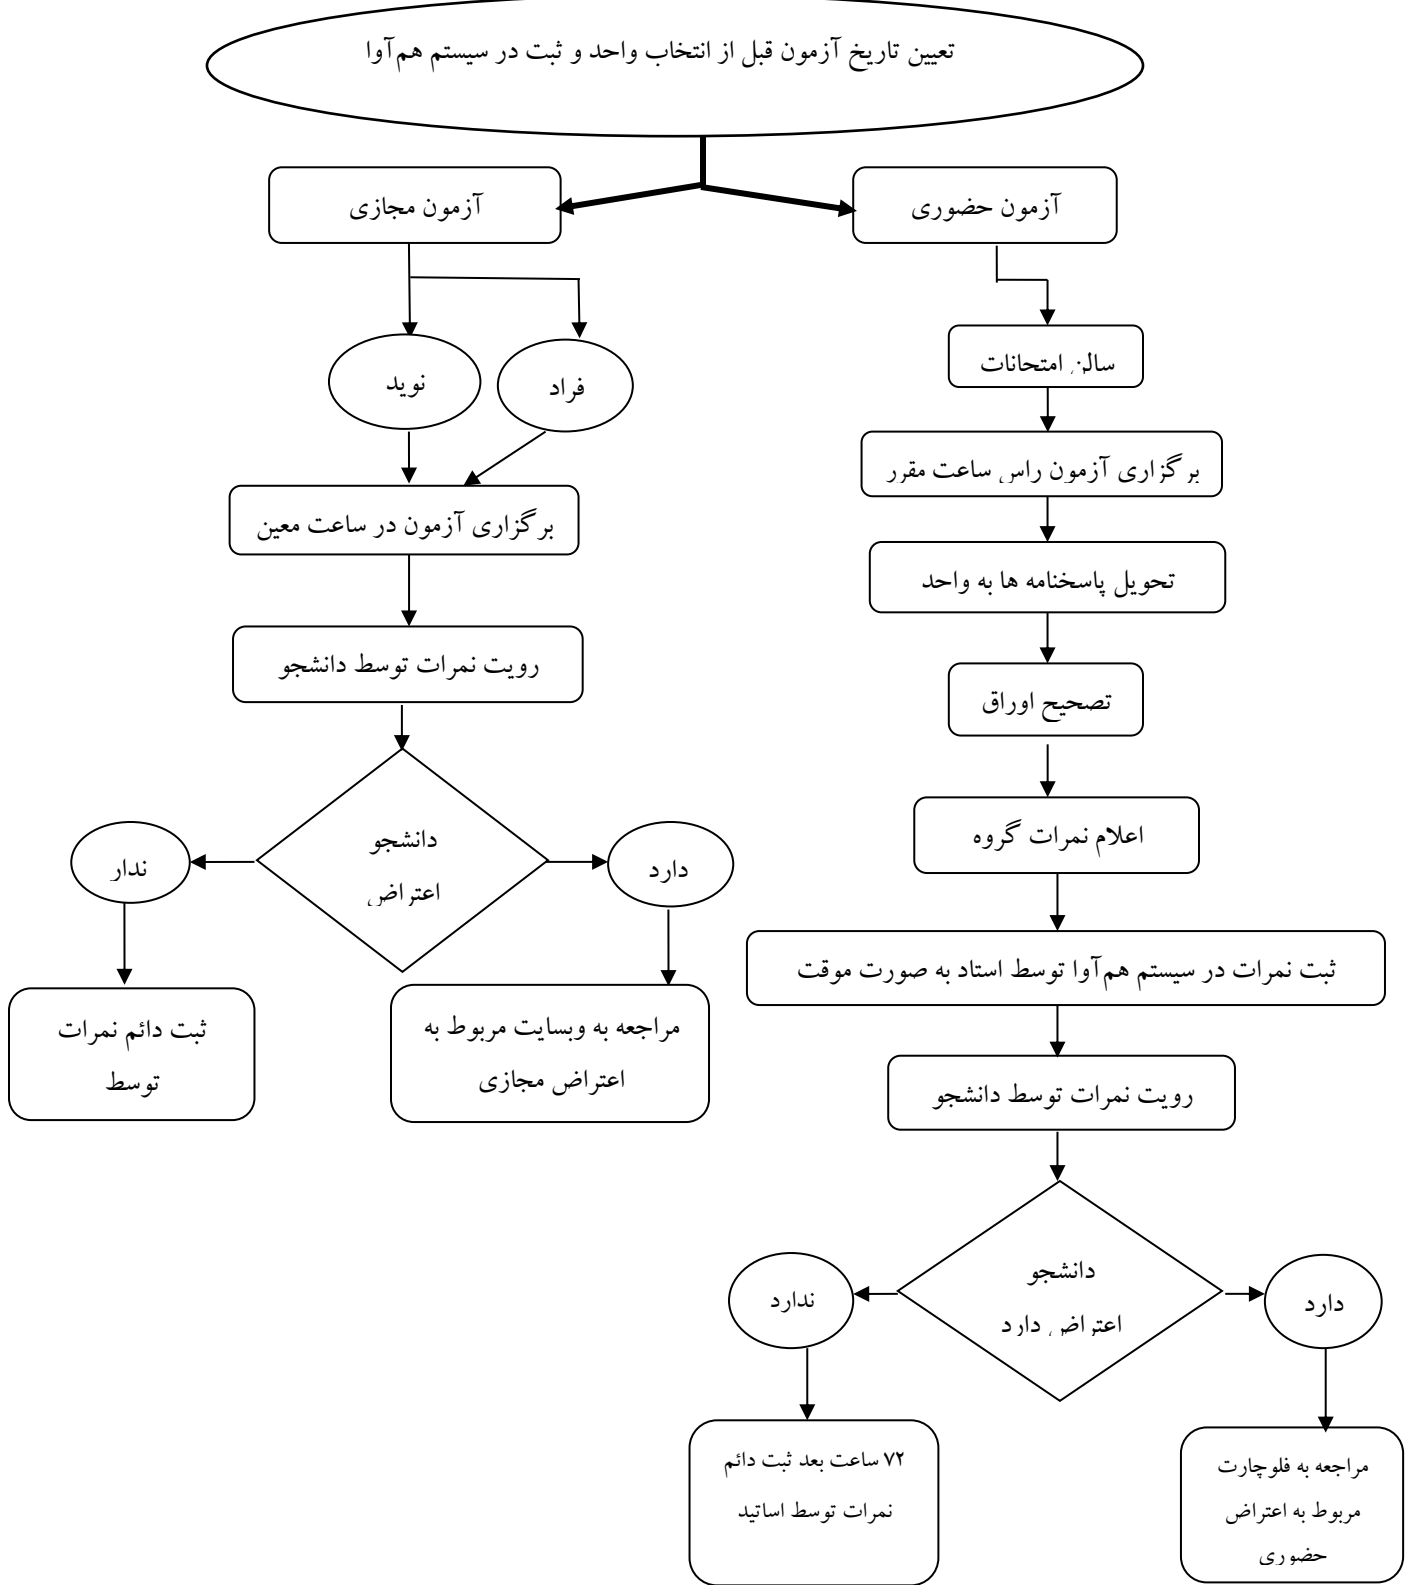 تعیین تاریخ آزمون قبل از انتخاب واحد و ثبت در سیستم هم‌آوا
آزمون حضوری
آزمون مجازی
سالن امتحانات
فراد
نوید
برگزاری آزمون راس ساعت مقرر
برگزاری آزمون در ساعت معین
تحویل پاسخنامه ها به واحد
رویت نمرات توسط دانشجو
تصحیح اوراق
اعلام نمرات گروه
دانشجو
اعتراض
دارد
ندار
ثبت نمرات در سیستم هم‌آوا توسط استاد به صورت موقت
مراجعه به وبسایت مربوط به
اعتراض مجازی
ثبت دائم نمرات
توسط
رویت نمرات توسط دانشجو
دانشجو
اعتراض دارد
دارد
ندارد
مراجعه به فلوچارت
مربوط به اعتراض
حضوری
۷۲ ساعت بعد ثبت دائم
نمرات توسط اساتید